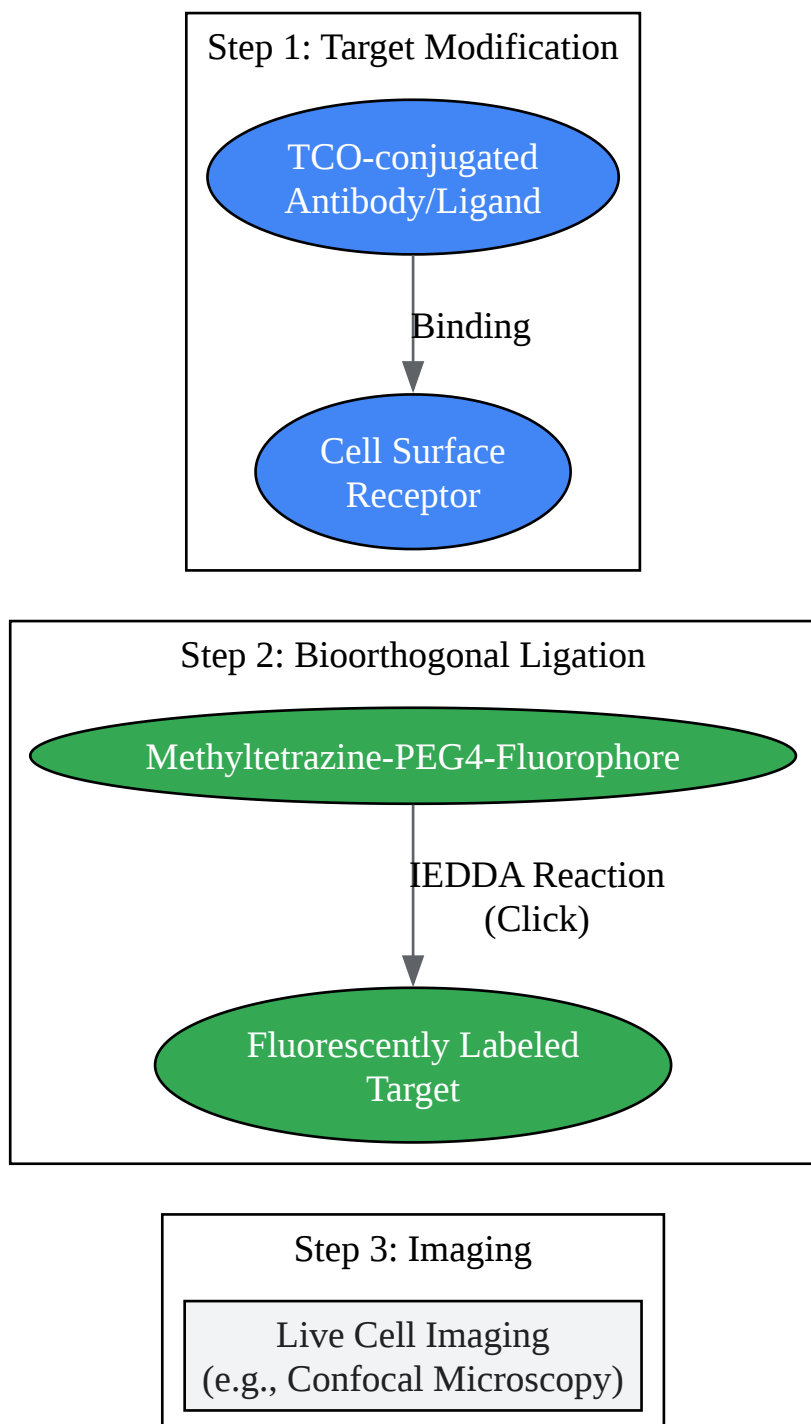 Step 1: Target Modification
TCO-conjugated
Antibody/Ligand
Binding
Cell Surface
Receptor
Step 2: Bioorthogonal Ligation
Methyltetrazine-PEG4-Fluorophore
IEDDA Reaction
(Click)
Fluorescently Labeled
Target
Step 3: Imaging
Live Cell Imaging
(e.g., Confocal Microscopy)